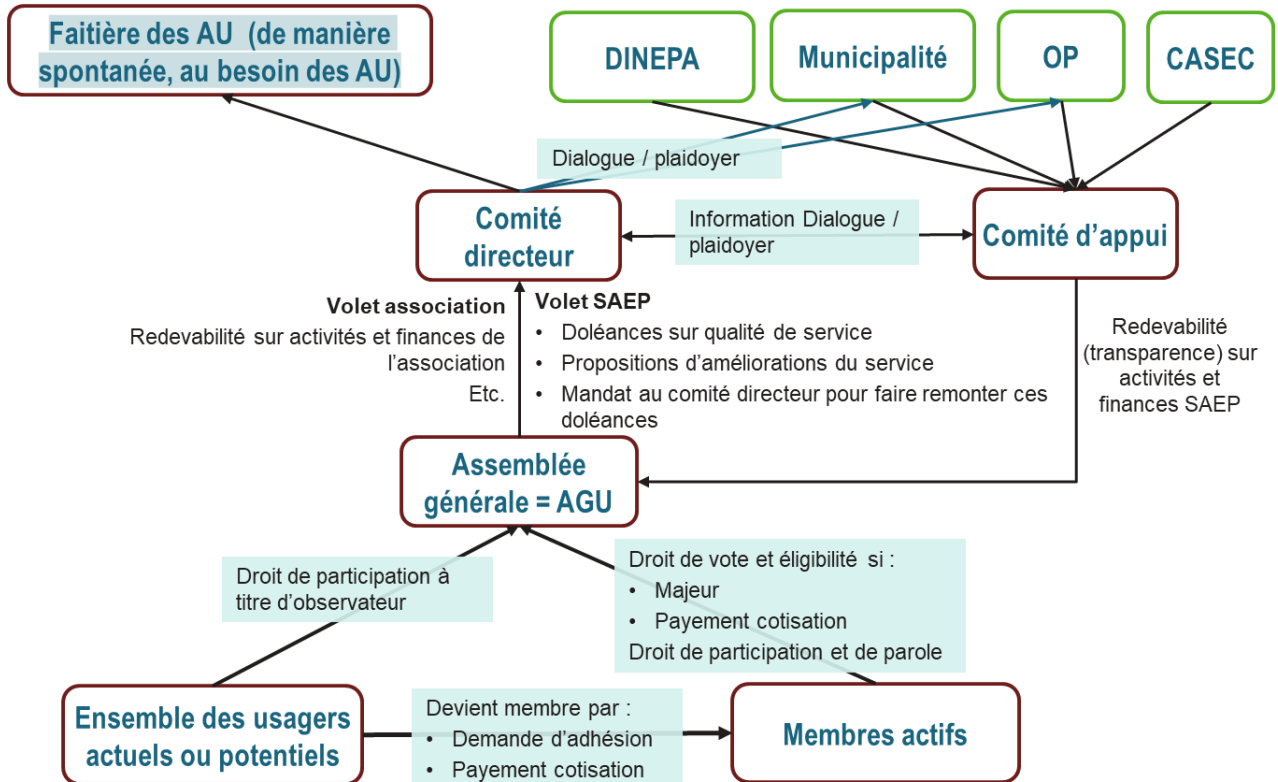 Faitière des AU (de manière
spontanée, au besoin des AU)
DINEPA
Municipalité
OP
CASEC
Dialogue / plaidoyer
Comité
directeur
Information Dialogue /
plaidoyer
Comité d'appui
Volet association
Redevabilité sur activités et finances de
l'association
Etc.
Volet SAEP
• Doléances sur qualité de service
• Propositions d'améliorations du service
• Mandat au comité directeur pour faire remonter ces
doléances
Redevabilité
(transparence) sur
activités et
finances SAEP
Assemblée
générale = AGU
Droit de participation à
titre d'observateur
Droit de vote et éligibilité si :
• Majeur
• Payement cotisation
Droit de participation et de parole
Ensemble des usagers
actuels ou potentiels
Devient membre par :
• Demande d'adhésion
• Payement cotisation
Membres actifs